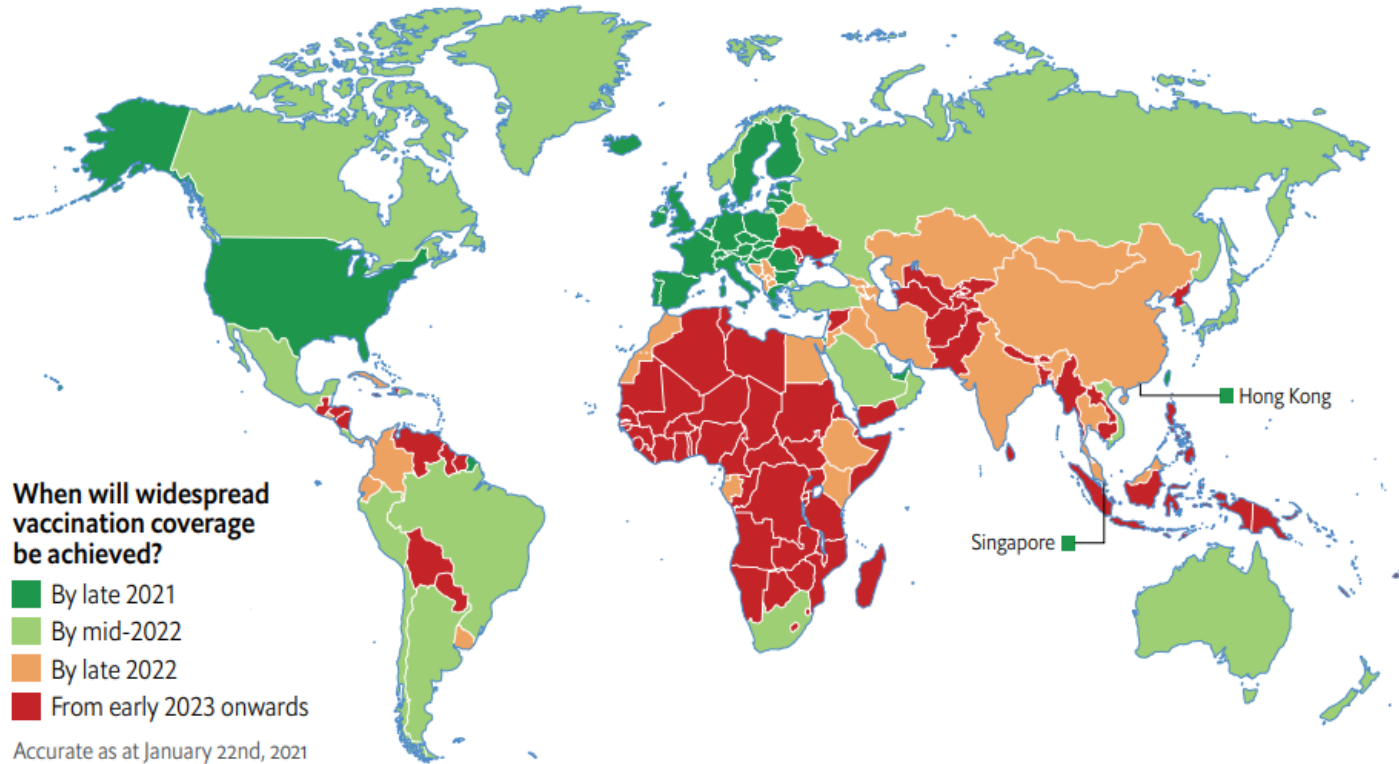 Hong Kong
Singapore
When will widespread
vaccination coverage
be achieved?
By late 2021
By mid-2022
By late 2022
From early 2023 onwards
Accurate as at January 22nd, 2021